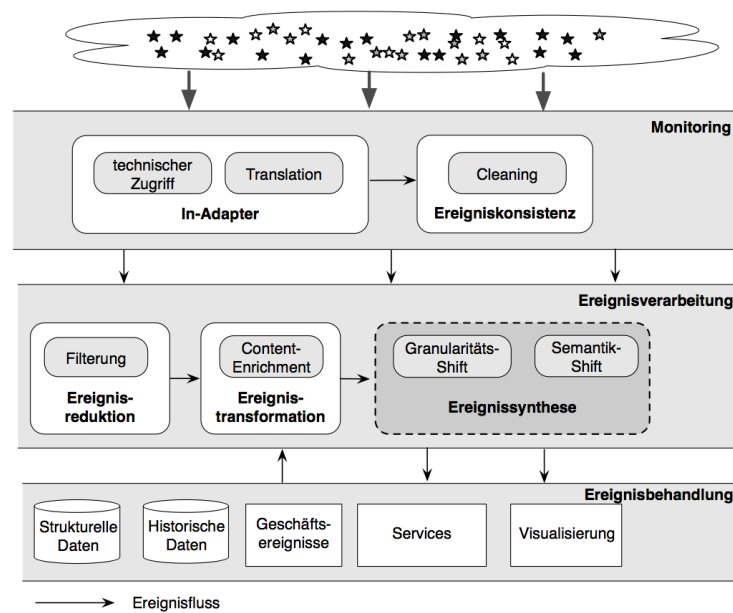 Monitoring
technischer
Zugriff
Translation
In-Adapter
Cleaning
Ereigniskonsistenz
Ereignisverarbeitung
Filterung
Ereignis-
reduktion
Content-
Enrichment
Ereignis-
transformation
Granularitäts-
Shift
Semantik-
Shift
Ereignissynthese
Ereignisbehandlung
Strukturelle
Daten
Historische
Daten
Geschäfts-
ereignisse
Services
Visualisierung
Ereignisfluss